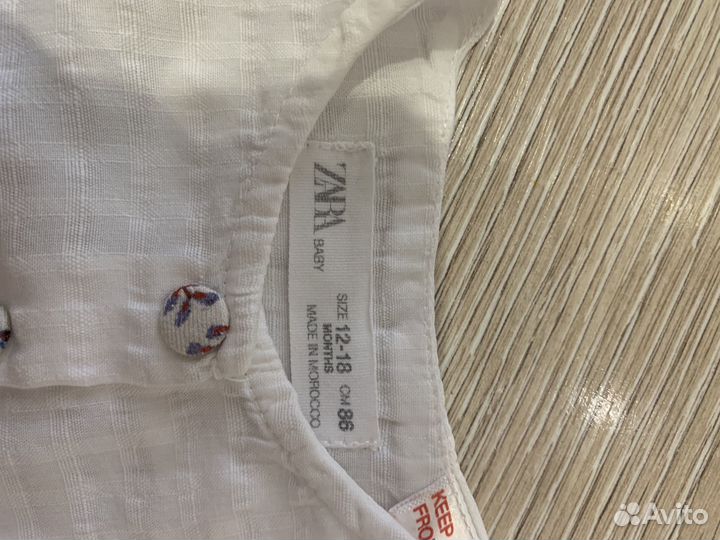 ZARA
BABY
SIZE 12-18 CM 86
MONTHS
MADE IN MOROCCO
KEEP
FRO
Avito